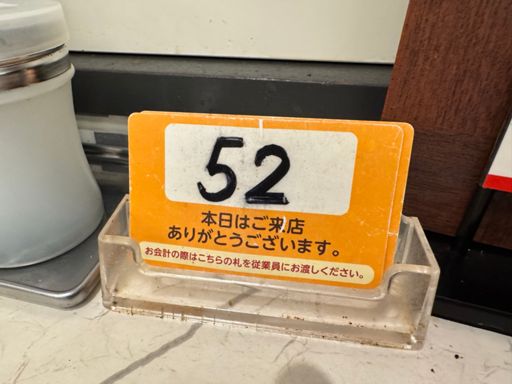 52
本日はご来店
ありがとうございます。
お会計の際はこちらの札を従業員にお渡しください。